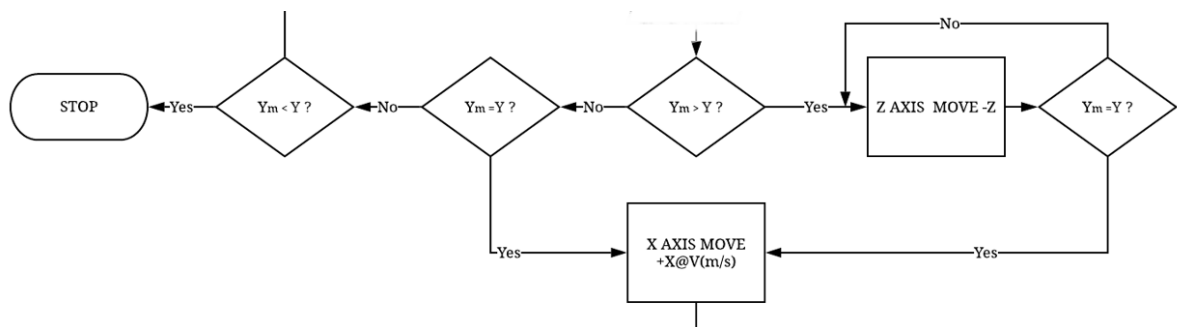 No
STOP
Yes
Ym < Y ?
No
Ym =Y ?
No
Ym > Y ?
Yes
Z AXIS MOVE -Z
Ym =Y ?
Yes
X AXIS MOVE
+X@V(m/s)
Yes